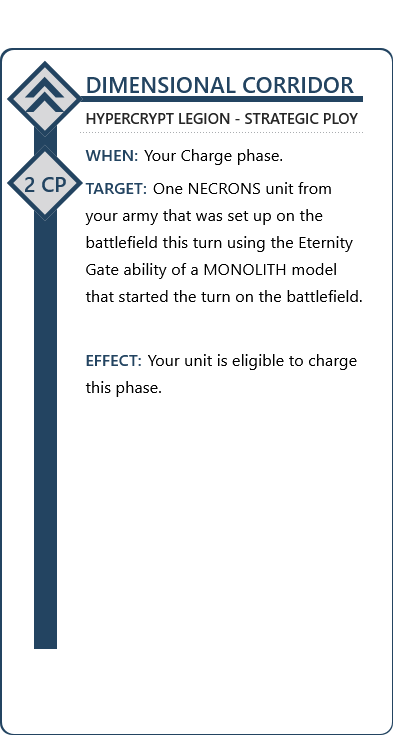 DIMENSIONAL CORRIDOR
HYPERCRYPT LEGION - STRATEGIC PLOY
WHEN: Your Charge phase.
2 CP
TARGET: One NECRONS unit from
your army that was set up on the
battlefield this turn using the Eternity
Gate ability of a MONOLITH model
that started the turn on the battlefield.
EFFECT: Your unit is eligible to charge
this phase.